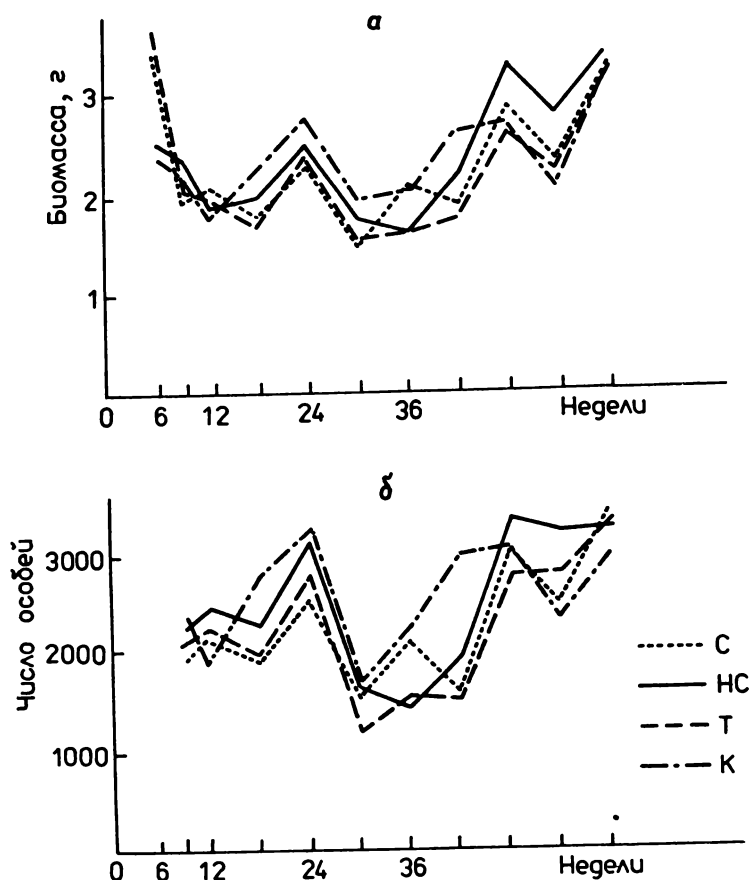 а
Биомасса, г
3
2
1
0 6 12 24 36 Недели
б
Число особей
3000
2000
1000
С
НС
Т
К
0 6 12 24 36 Недели